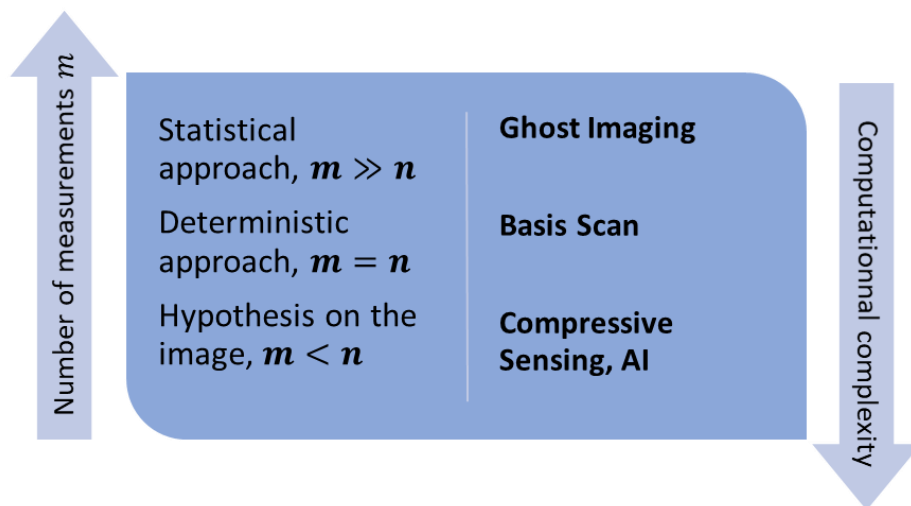 Number of measurements m
Statistical
approach, m ≫ n
Ghost Imaging
Deterministic
approach, m = n
Basis Scan
Hypothesis on the
image, m < n
Compressive
Sensing, AI
Computationnal complexity